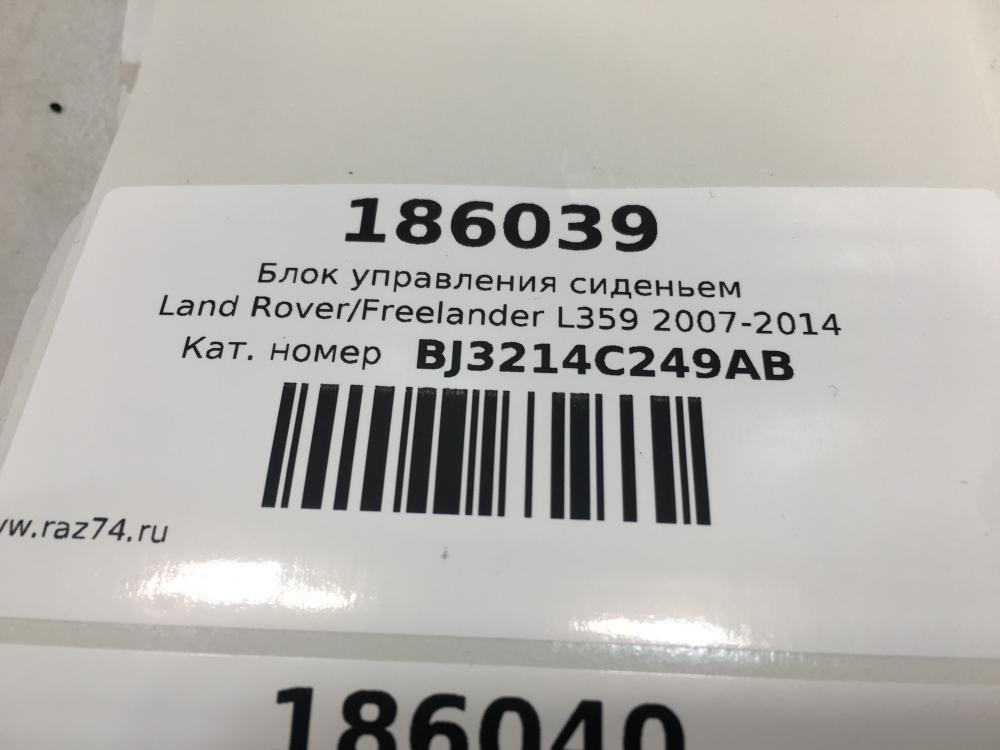 186039
Блок управления сиденьем
Land Rover/Freelander L359 2007-2014
Кат. номер BJ3214C249AB
w.raz74.ru
186040